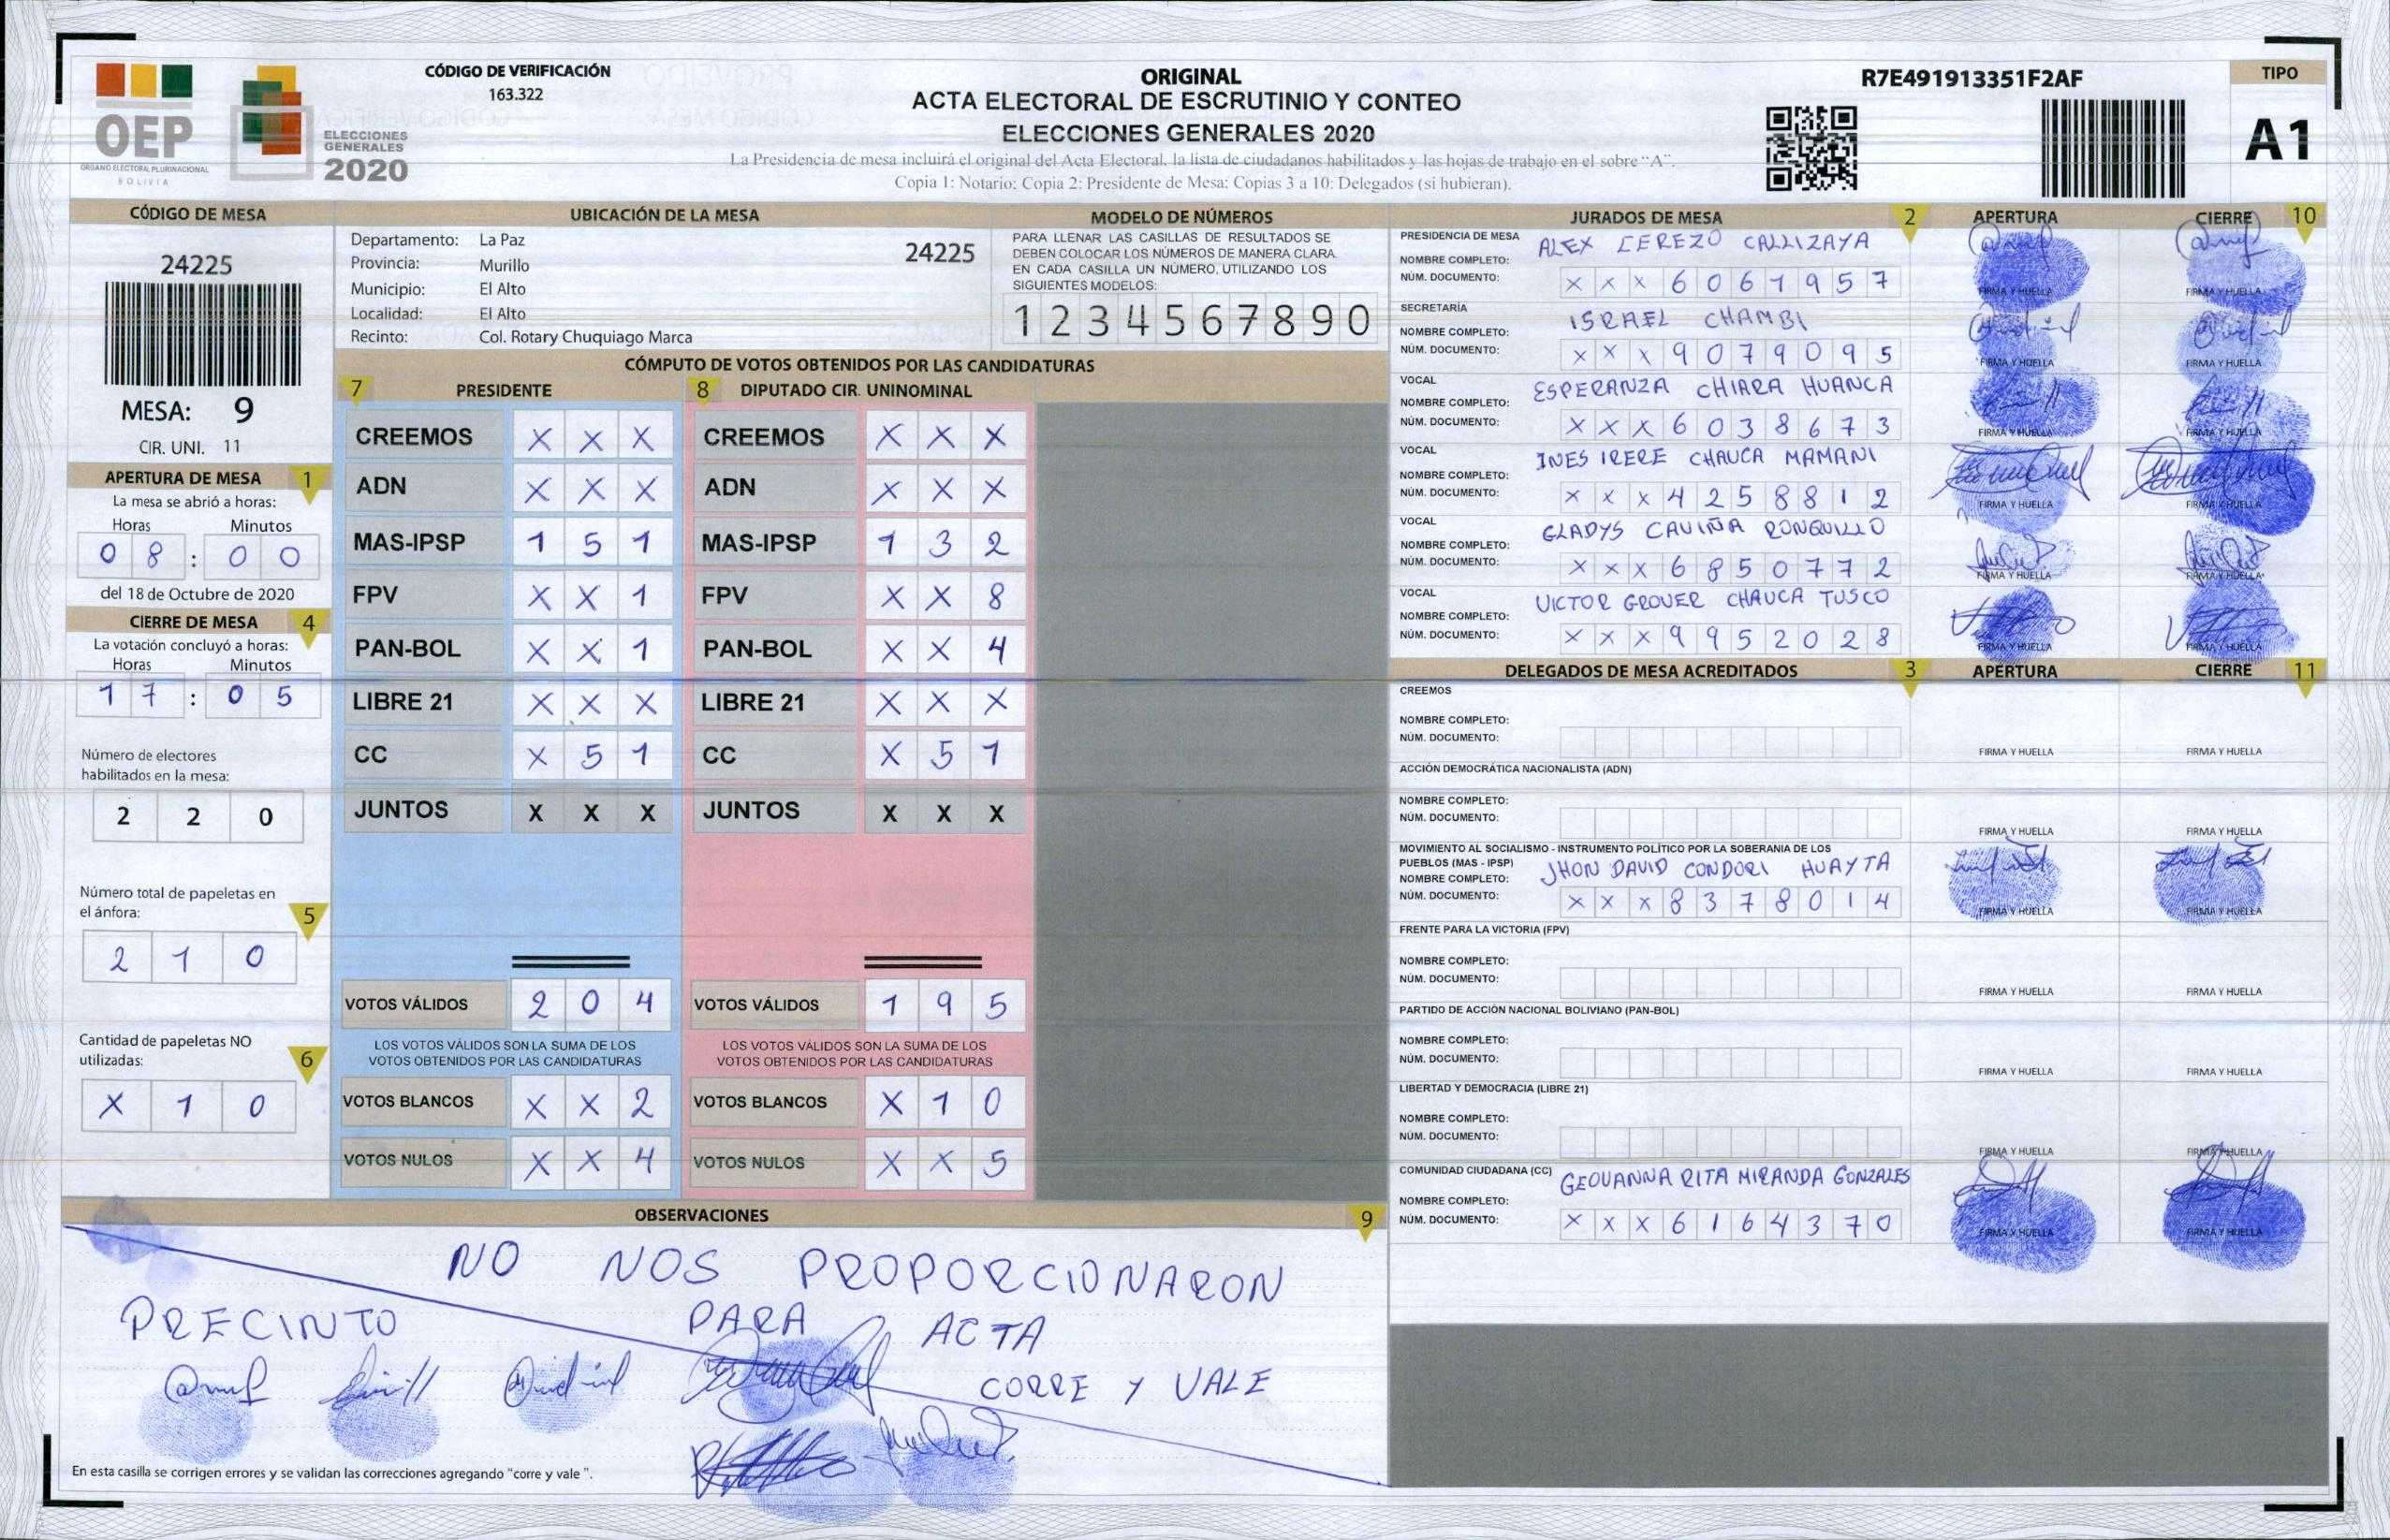 CÓDIGO DE VERIFICACIÓN
163.322
OEP
ÓRGANO ELECTORAL PLURINACIONAL
BOLIVIA
ELECCIONES
GENERALES
2020
ORIGINAL
ACTA ELECTORAL DE ESCRUTINIO Y CONTEO
ELECCIONES GENERALES 2020
La Presidencia de mesa incluirá el original del Acta Electoral, la lista de ciudadanos habilitados y las hojas de trabajo en el sobre "A".
Copia 1: Notario; Copia 2: Presidente de Mesa; Copias 3 a 10: Delegados (si hubieran).
R7E491913351F2AF
TIPO
A1
CÓDIGO DE MESA
24225
MESA: 9
CIR. UNI. 11
APERTURA DE MESA 1
La mesa se abrió a horas:
Horas Minutos
0 8 : 0 0
del 18 de Octubre de 2020
CIERRE DE MESA 4
La votación concluyó a horas:
Horas Minutos
1 7 : 0 5
Número de electores
habilitados en la mesa:
2 2 0
Número total de papeletas en
el ánfora: 5
2 1 0
Cantidad de papeletas NO
utilizadas: 6
X 1 0
UBICACIÓN DE LA MESA
Departamento: La Paz 24225
Provincia: Murillo
Municipio: El Alto
Localidad: El Alto
Recinto: Col. Rotary Chuquiago Marca
MODELO DE NÚMEROS
PARA LLENAR LAS CASILLAS DE RESULTADOS SE
DEBEN COLOCAR LOS NÚMEROS DE MANERA CLARA.
EN CADA CASILLA UN NÚMERO, UTILIZANDO LOS
SIGUIENTES MODELOS:
1 2 3 4 5 6 7 8 9 0
CÓMPUTO DE VOTOS OBTENIDOS POR LAS CANDIDATURAS
7 PRESIDENTE 8 DIPUTADO CIR. UNINOMINAL
CREEMOS X X X CREEMOS X X X
ADN X X X ADN X X X
MAS-IPSP 1 5 1 MAS-IPSP 1 3 2
FPV X X 1 FPV X X 8
PAN-BOL X X 1 PAN-BOL X X 4
LIBRE 21 X X X LIBRE 21 X X X
CC X 5 1 CC X 5 1
JUNTOS X X X JUNTOS X X X
VOTOS VÁLIDOS 2 0 4 VOTOS VÁLIDOS 1 9 5
LOS VOTOS VÁLIDOS SON LA SUMA DE LOS LOS VOTOS VÁLIDOS SON LA SUMA DE LOS
VOTOS OBTENIDOS POR LAS CANDIDATURAS VOTOS OBTENIDOS POR LAS CANDIDATURAS
VOTOS BLANCOS X X 2 VOTOS BLANCOS X 1 0
VOTOS NULOS X X 4 VOTOS NULOS X X 5
OBSERVACIONES 9
NO NOS PROPORCIONARON
PRECINTO PARA ACTA
CORRE Y VALE
En esta casilla se corrigen errores y se validan las correcciones agregando "corre y vale ".
JURADOS DE MESA 2 APERTURA CIERRE 10
PRESIDENCIA DE MESA
NOMBRE COMPLETO: ALEX CEREZO CALLIZAYA
NÚM. DOCUMENTO: X X X 6 0 6 1 9 5 7 FIRMA Y HUELLA FIRMA Y HUELLA
SECRETARÍA
NOMBRE COMPLETO: ISRAEL CHAMBI
NÚM. DOCUMENTO: X X X 9 0 7 9 0 9 5 FIRMA Y HUELLA FIRMA Y HUELLA
VOCAL
NOMBRE COMPLETO: ESPERANZA CHIARA HUANCA
NÚM. DOCUMENTO: X X X 6 0 3 8 6 7 3 FIRMA Y HUELLA FIRMA Y HUELLA
VOCAL
NOMBRE COMPLETO: INES IRERE CHAUCA MAMANI
NÚM. DOCUMENTO: X X X 4 2 5 8 8 1 2 FIRMA Y HUELLA FIRMA Y HUELLA
VOCAL
NOMBRE COMPLETO: GLADYS CAVIÑA RONQUILLO
NÚM. DOCUMENTO: X X X 6 8 5 0 7 7 2 FIRMA Y HUELLA FIRMA Y HUELLA
VOCAL
NOMBRE COMPLETO: VICTOR GROVER CHAUCA TUSCO
NÚM. DOCUMENTO: X X X 9 9 5 2 0 2 8 FIRMA Y HUELLA FIRMA Y HUELLA
DELEGADOS DE MESA ACREDITADOS 3 APERTURA CIERRE 11
CREEMOS
NOMBRE COMPLETO:
NÚM. DOCUMENTO: FIRMA Y HUELLA FIRMA Y HUELLA
ACCIÓN DEMOCRÁTICA NACIONALISTA (ADN)
NOMBRE COMPLETO:
NÚM. DOCUMENTO: FIRMA Y HUELLA FIRMA Y HUELLA
MOVIMIENTO AL SOCIALISMO - INSTRUMENTO POLÍTICO POR LA SOBERANIA DE LOS
PUEBLOS (MAS - IPSP)
NOMBRE COMPLETO: JHON DAVID CONDORI HUAYTA
NÚM. DOCUMENTO: X X X 8 3 7 8 0 1 4 FIRMA Y HUELLA FIRMA Y HUELLA
FRENTE PARA LA VICTORIA (FPV)
NOMBRE COMPLETO:
NÚM. DOCUMENTO: FIRMA Y HUELLA FIRMA Y HUELLA
PARTIDO DE ACCIÓN NACIONAL BOLIVIANO (PAN-BOL)
NOMBRE COMPLETO:
NÚM. DOCUMENTO: FIRMA Y HUELLA FIRMA Y HUELLA
LIBERTAD Y DEMOCRACIA (LIBRE 21)
NOMBRE COMPLETO:
NÚM. DOCUMENTO: FIRMA Y HUELLA FIRMA Y HUELLA
COMUNIDAD CIUDADANA (CC)
NOMBRE COMPLETO: GEOVANNA RITA MIRANDA GONZALES
NÚM. DOCUMENTO: X X X 6 1 6 4 3 7 0 FIRMA Y HUELLA FIRMA Y HUELLA